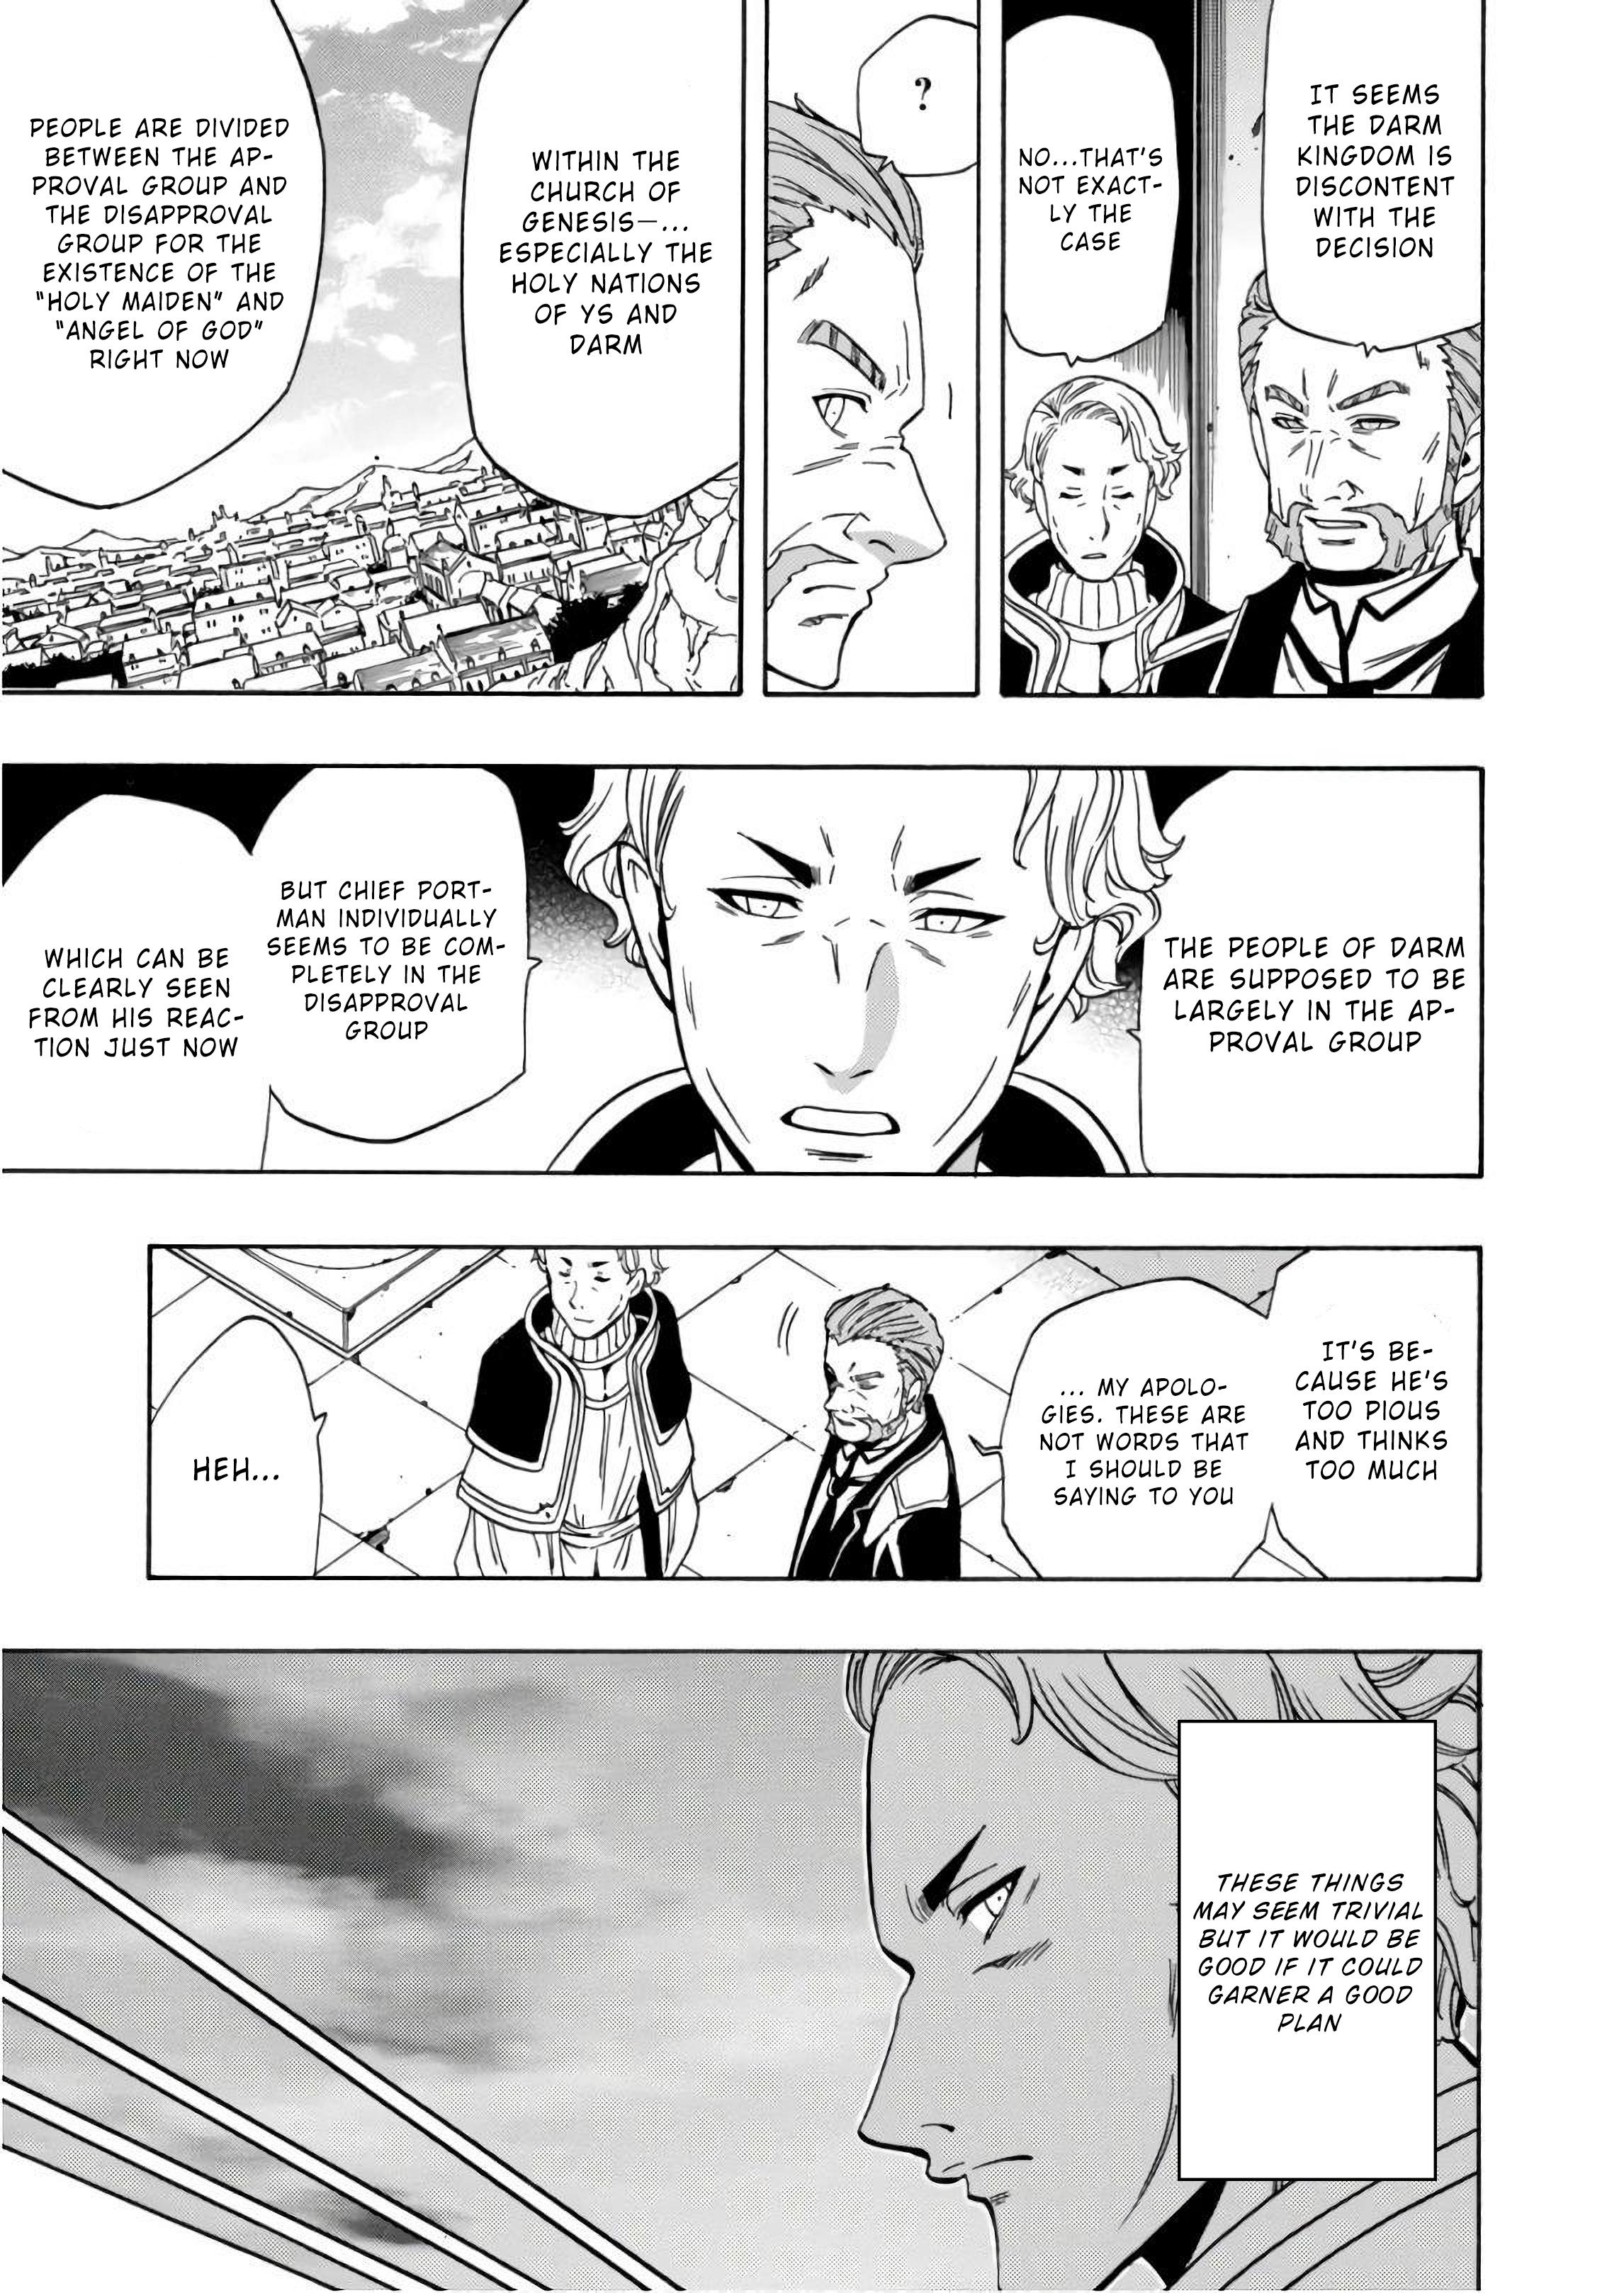 IT SEEMS
THE DARM
KINGDOM IS
DISCONTENT
WITH THE
DECISION
NO...THAT'S
NOT EXACT-
LY THE
CASE
?
WITHIN THE
CHURCH OF
GENESIS—...
ESPECIALLY THE
HOLY NATIONS
OF YS AND
DARM
PEOPLE ARE DIVIDED
BETWEEN THE AP-
PROVAL GROUP AND
THE DISAPPROVAL
GROUP FOR THE
EXISTENCE OF THE
"HOLY MAIDEN" AND
"ANGEL OF GOD"
RIGHT NOW
THE PEOPLE OF DARM
ARE SUPPOSED TO BE
LARGELY IN THE AP-
PROVAL GROUP
BUT CHIEF PORT-
MAN INDIVIDUALLY
SEEMS TO BE COM-
PLETELY IN THE
DISAPPROVAL
GROUP
WHICH CAN BE
CLEARLY SEEN
FROM HIS REAC-
TION JUST NOW
IT'S BE-
CAUSE HE'S
TOO PIOUS
AND THINKS
TOO MUCH
... MY APOLO-
GIES. THESE ARE
NOT WORDS THAT
I SHOULD BE
SAYING TO YOU
HEH...
THESE THINGS
MAY SEEM TRIVIAL
BUT IT WOULD BE
GOOD IF IT COULD
GARNER A GOOD
PLAN